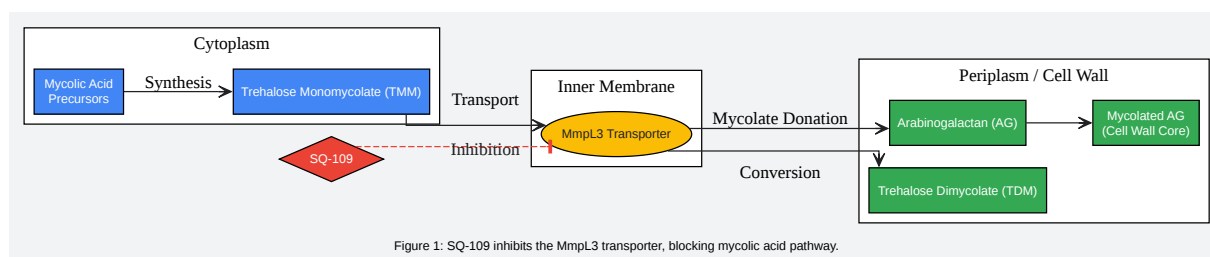 Cytoplasm
Mycolic Acid
Precursors
Synthesis
Trehalose Monomycolate (TMM)
Transport
Inhibition
SQ-109
Inner Membrane
MmpL3 Transporter
Mycolate Donation
Conversion
Periplasm / Cell Wall
Arabinogalactan (AG)
Mycolated AG
(Cell Wall Core)
Trehalose Dimycolate (TDM)
Figure 1: SQ-109 inhibits the MmpL3 transporter, blocking mycolic acid pathway.